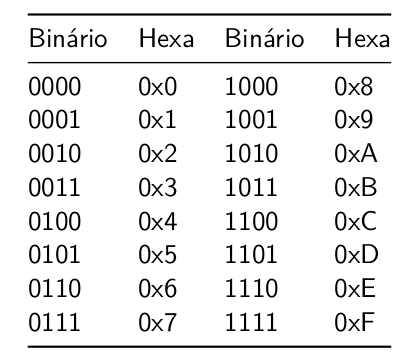 Binário Hexa Binário Hexa
0000 0x0 1000 0x8
0001 0x1 1001 0x9
0010 0x2 1010 0xA
0011 0x3 1011 0xB
0100 0x4 1100 0xC
0101 0x5 1101 0xD
0110 0x6 1110 0xE
0111 0x7 1111 0xF